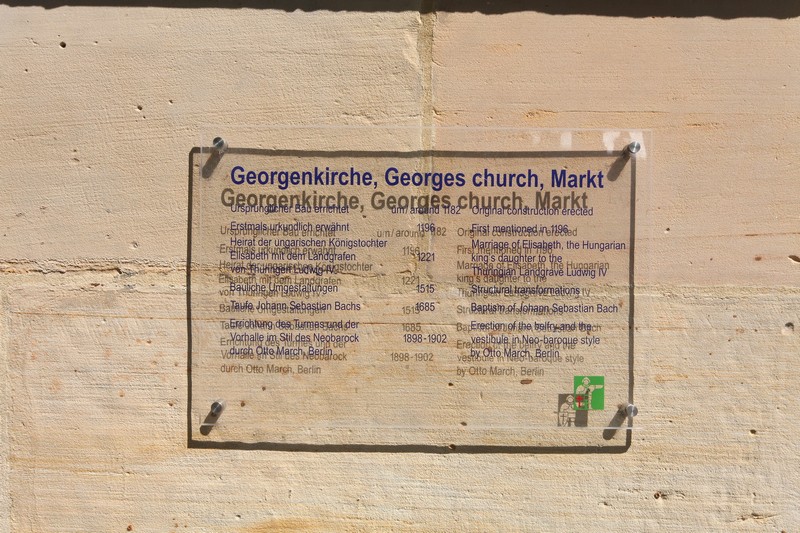 Georgenkirche, Georges church, Markt
Ursprünglicher Bau errichtet um / around 1182 Original construction erected
Erstmals urkundlich erwähnt 1196 First mentioned in 1196
Heirat der ungarischen Königstochter Marriage of Elisabeth, the Hungarian
Elisabeth mit dem Landgrafen 1221 king's daughter to the
von Thüringen Ludwig IV. Thüringian Landgrave Ludwig IV
Bauliche Umgestaltungen 1515 Structural transformations
Taufe Johann Sebastian Bachs 1685 Baptism of Johann Sebastian Bach
Errichtung des Turmes und der Erection of the belfry and the
Vorhalle im Stil des Neobarock 1898-1902 vestibule in Neo-baroque style
durch Otto March, Berlin by Otto March, Berlin